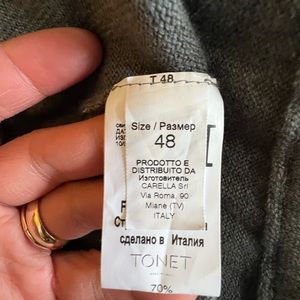 T 48
Size / Размер
48
PRODOTTO E
DISTRIBUITO DA
Изготовитель
CARELLA Srl
Via Roma, 90
Miane (TV)
ITALY
сделано в Италия
TONET
70%